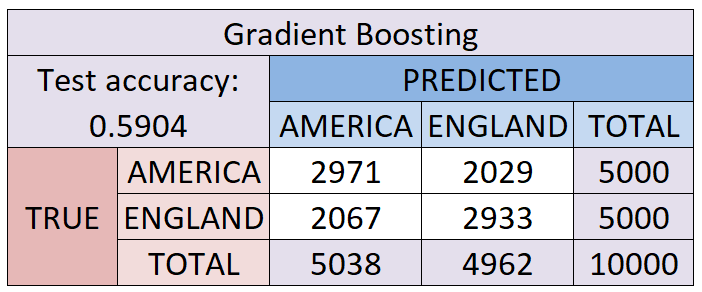 Gradient Boosting
Test accuracy:
0.5904
PREDICTED
AMERICA ENGLAND TOTAL
TRUE
AMERICA 2971 2029 5000
ENGLAND 2067 2933 5000
TOTAL 5038 4962 10000